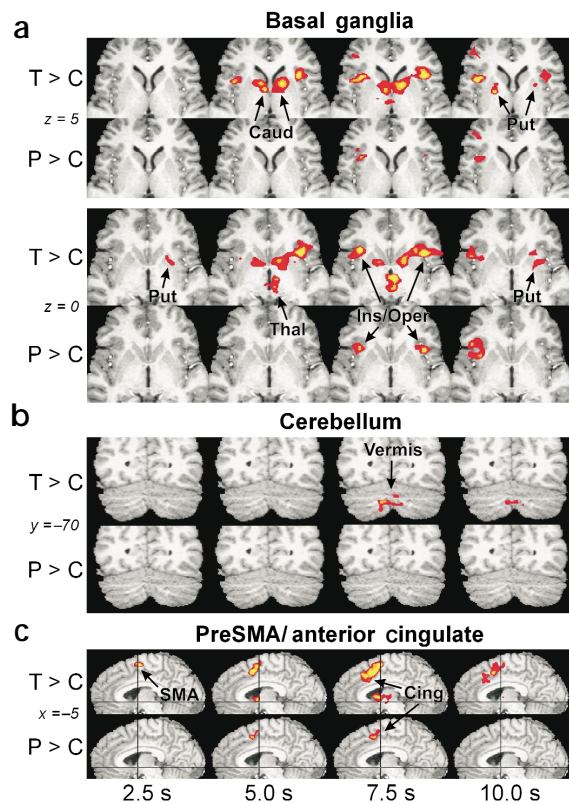 a
Basal ganglia
T > C
z = 5
Caud
Put
P > C
T > C
Put
z = 0
Thal
Ins/Oper
Put
P > C
b
Cerebellum
T > C
Vermis
y = –70
P > C
c
PreSMA/ anterior cingulate
T > C
SMA
Cing
x = –5
P > C
2.5 s 5.0 s 7.5 s 10.0 s